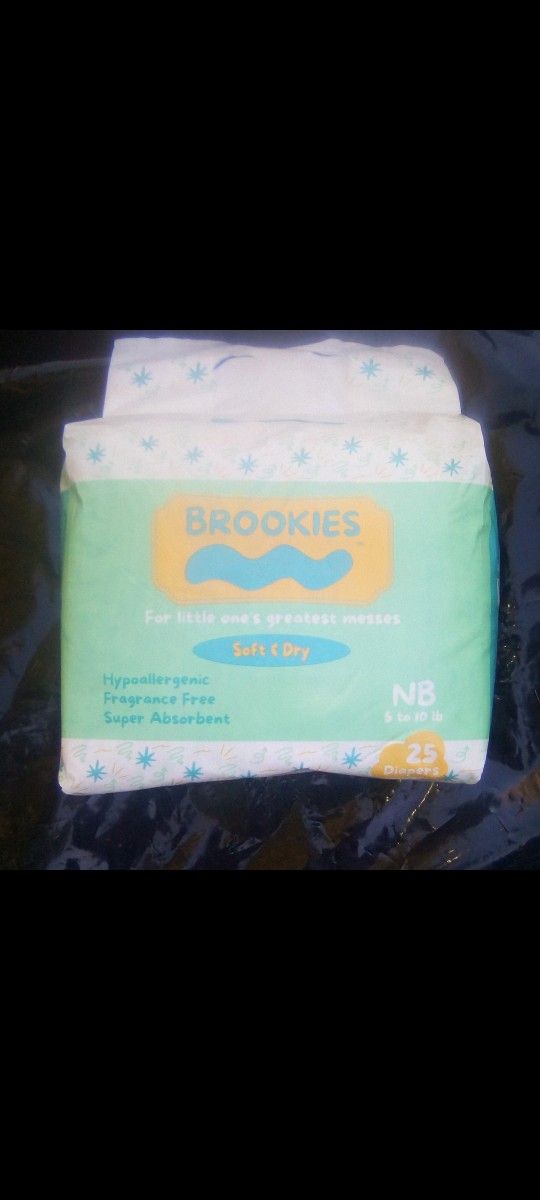 BROOKIES
For little one's greatest messes
Soft & Dry
Hypoallergenic
Fragrance Free
Super Absorbent
NB
5 to 10 lb
25
Diapers